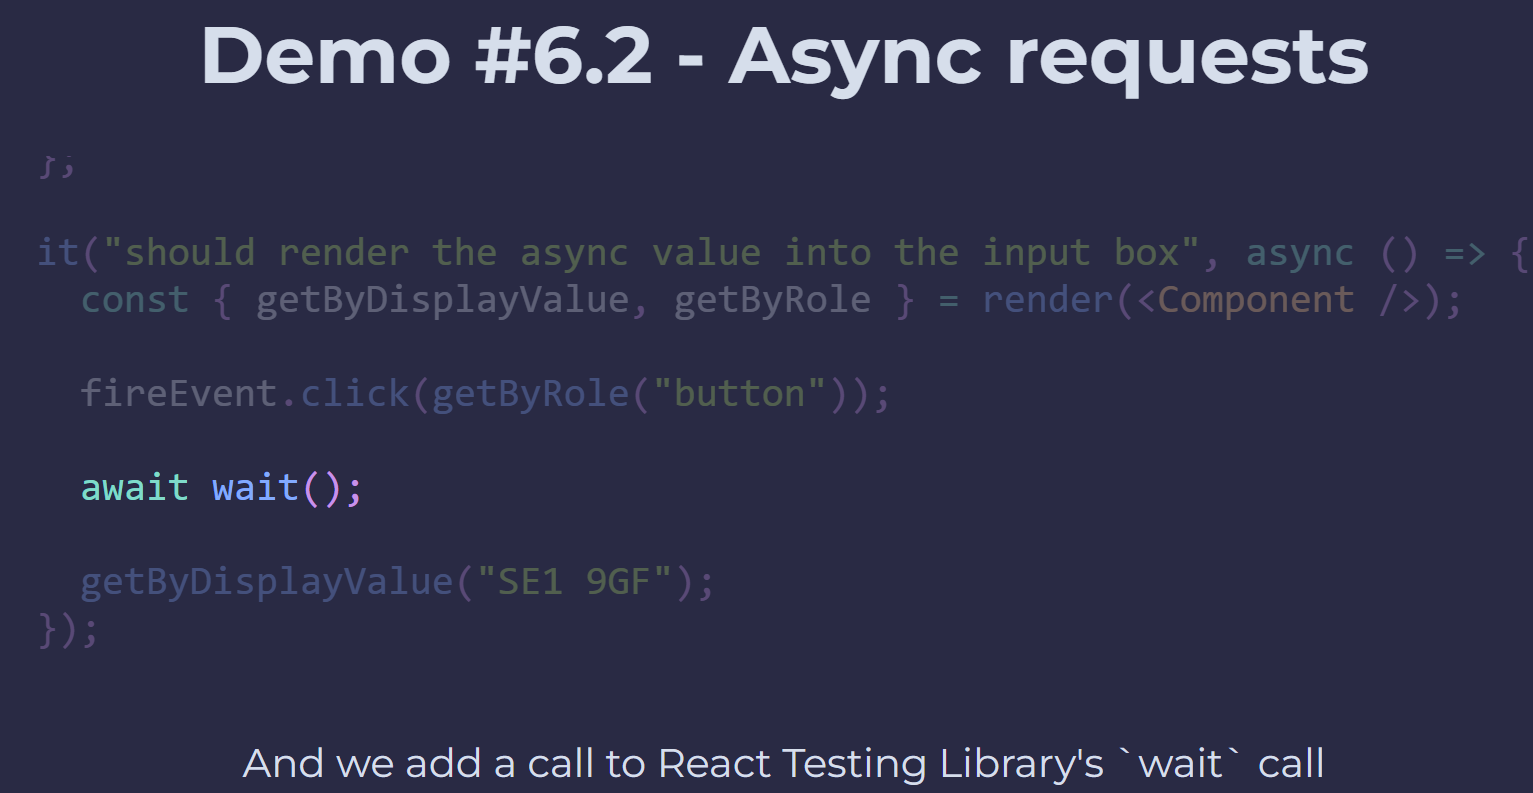 Demo #6.2 - Async requests
};
it("should render the async value into the input box", async () => {
  const { getByDisplayValue, getByRole } = render(<Component />);
  fireEvent.click(getByRole("button"));
  await wait();
  getByDisplayValue("SE1 9GF");
});
And we add a call to React Testing Library's `wait` call